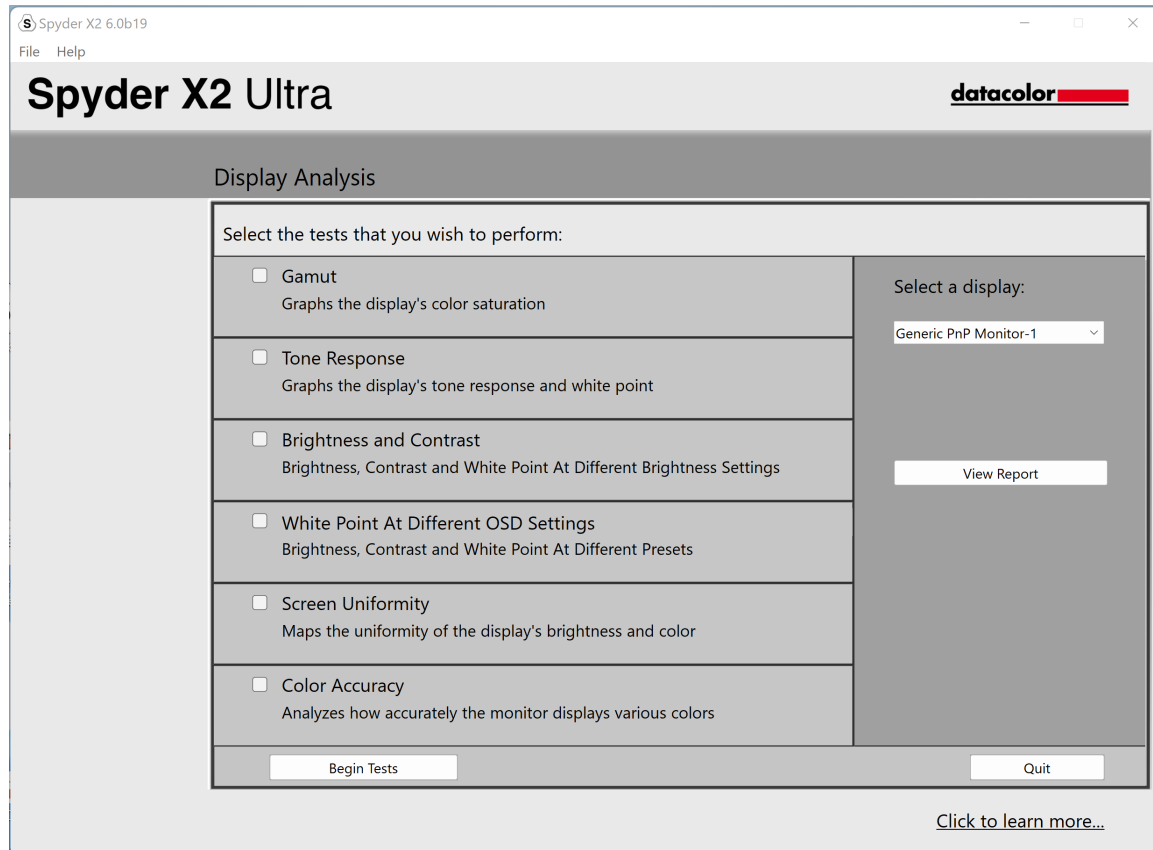 S Spyder X2 6.0b19
File Help
Spyder X2 Ultra
datacolor
Display Analysis
Select the tests that you wish to perform:
Gamut
Graphs the display's color saturation
Tone Response
Graphs the display's tone response and white point
Brightness and Contrast
Brightness, Contrast and White Point At Different Brightness Settings
White Point At Different OSD Settings
Brightness, Contrast and White Point At Different Presets
Screen Uniformity
Maps the uniformity of the display's brightness and color
Color Accuracy
Analyzes how accurately the monitor displays various colors
Select a display:
Generic PnP Monitor-1
View Report
Begin Tests
Quit
Click to learn more...